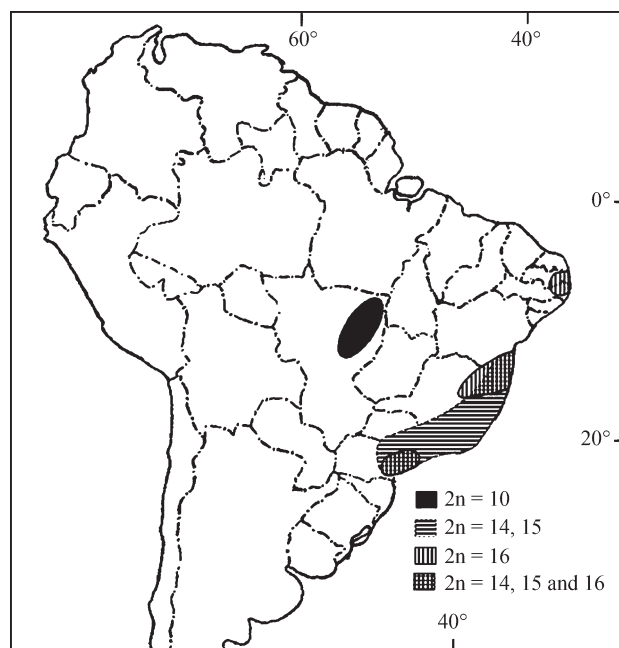 60° 40°
0°
20°
2n = 10
2n = 14, 15
2n = 16
2n = 14, 15 and 16
40°